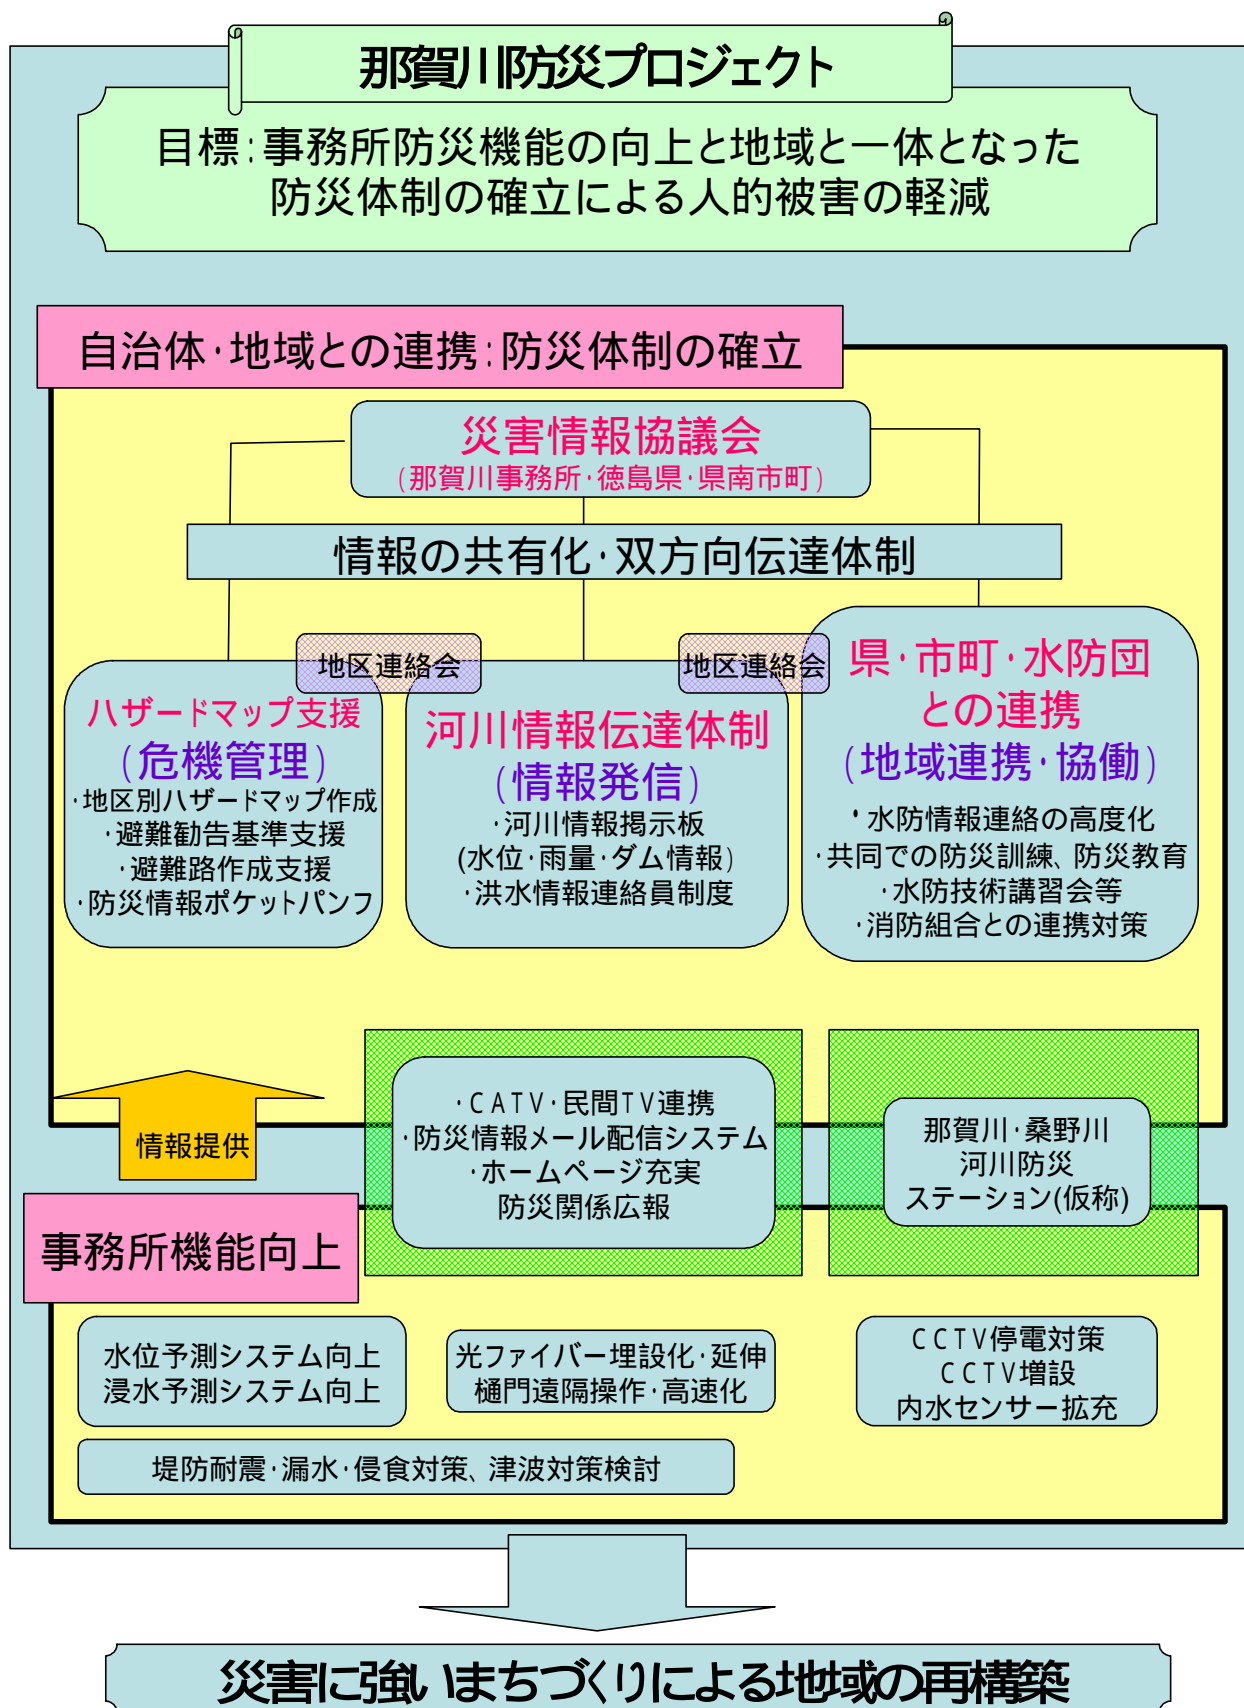 那賀川防災プロジェクト
目標:事務所防災機能の向上と地域と一体となった
防災体制の確立による人的被害の軽減
自治体・地域との連携:防災体制の確立
災害情報協議会
(那賀川事務所・徳島県・県南市町)
情報の共有化・双方向伝達体制
地区連絡会
地区連絡会
ハザードマップ支援
(危機管理)
・地区別ハザードマップ作成
・避難勧告基準支援
・避難路作成支援
・防災情報ポケットパンフ
河川情報伝達体制
(情報発信)
・河川情報掲示板
(水位・雨量・ダム情報)
・洪水情報連絡員制度
県・市町・水防団
との連携
(地域連携・協働)
・水防情報連絡の高度化
・共同での防災訓練、防災教育
・水防技術講習会等
・消防組合との連携対策
情報提供
・CATV・民間TV連携
・防災情報メール配信システム
・ホームページ充実
防災関係広報
那賀川・桑野川
河川防災
ステーション(仮称)
事務所機能向上
水位予測システム向上
浸水予測システム向上
光ファイバー埋設化・延伸
樋門遠隔操作・高速化
CCTV停電対策
CCTV増設
内水センサー拡充
堤防耐震・漏水・侵食対策、津波対策検討
災害に強いまちづくりによる地域の再構築